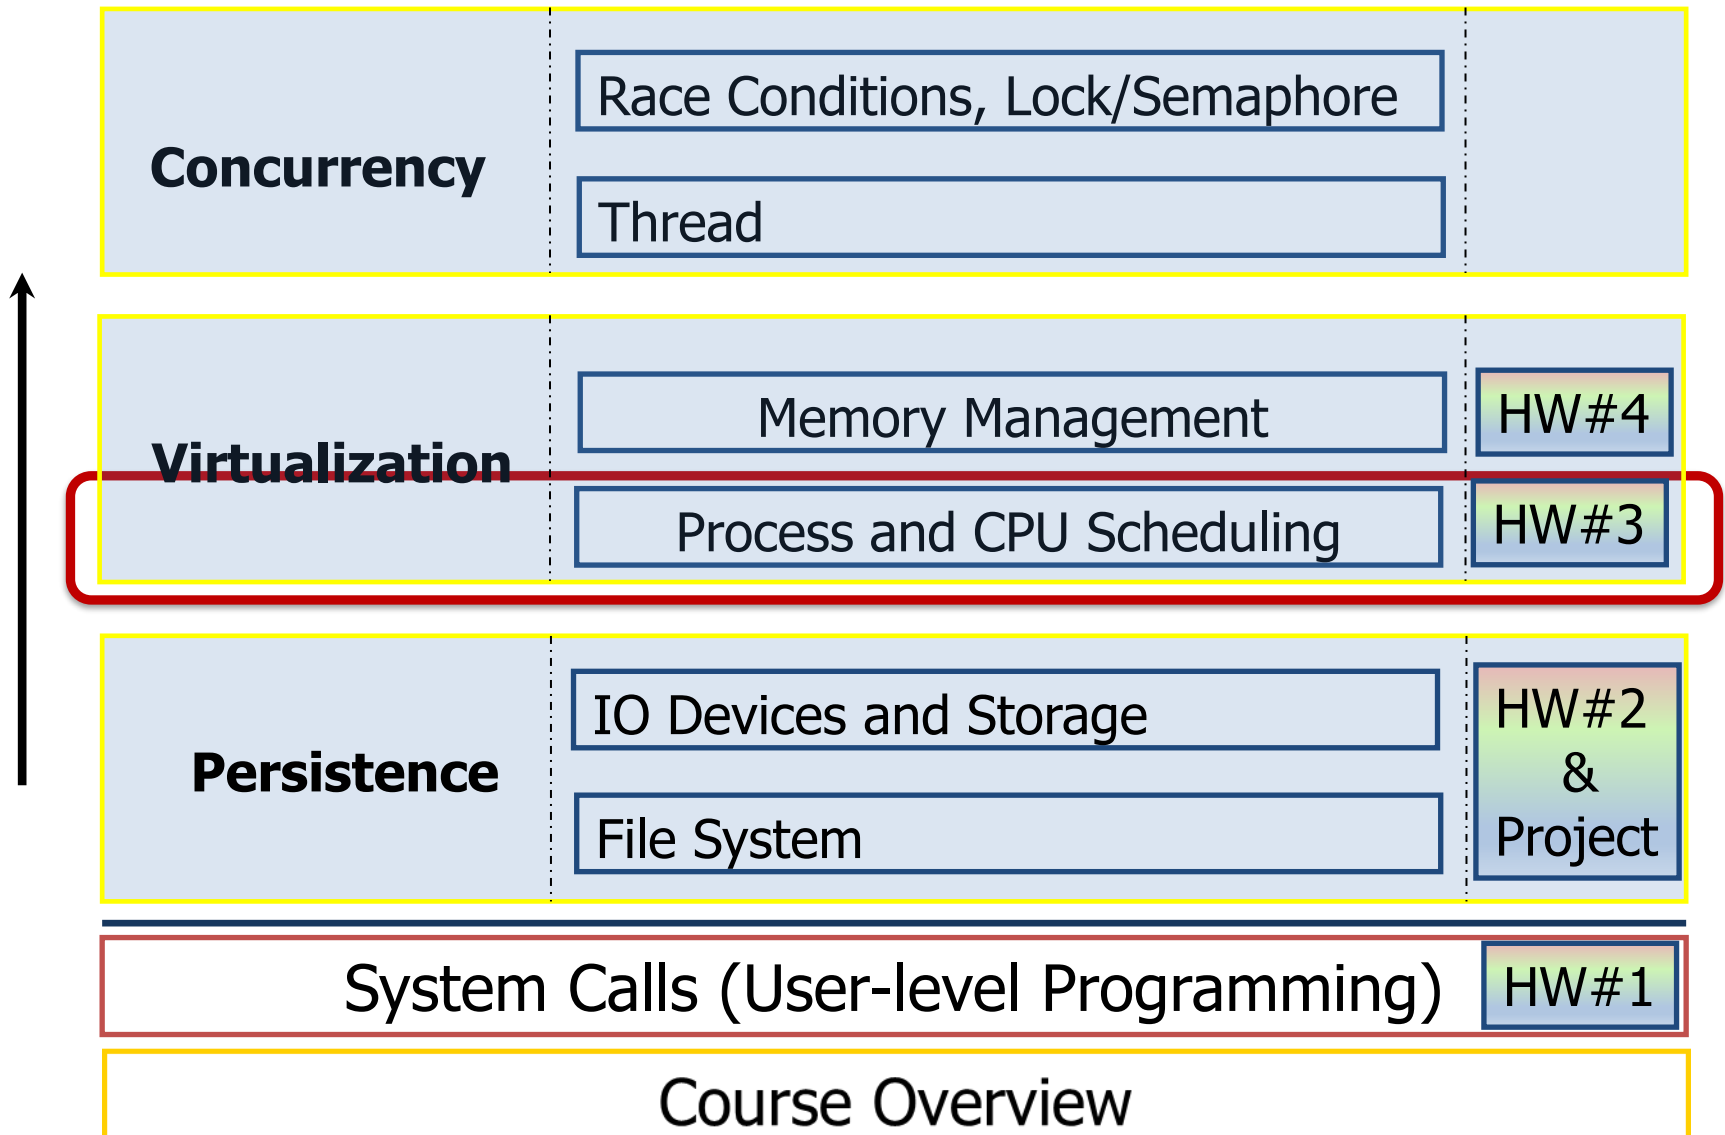 Race Conditions, Lock/Semaphore
Concurrency
Thread
Memory Management
HW#4
Virtualization
Process and CPU Scheduling
HW#3
IO Devices and Storage
Persistence
File System
HW#2
&
Project
System Calls (User-level Programming)
HW#1
Course Overview